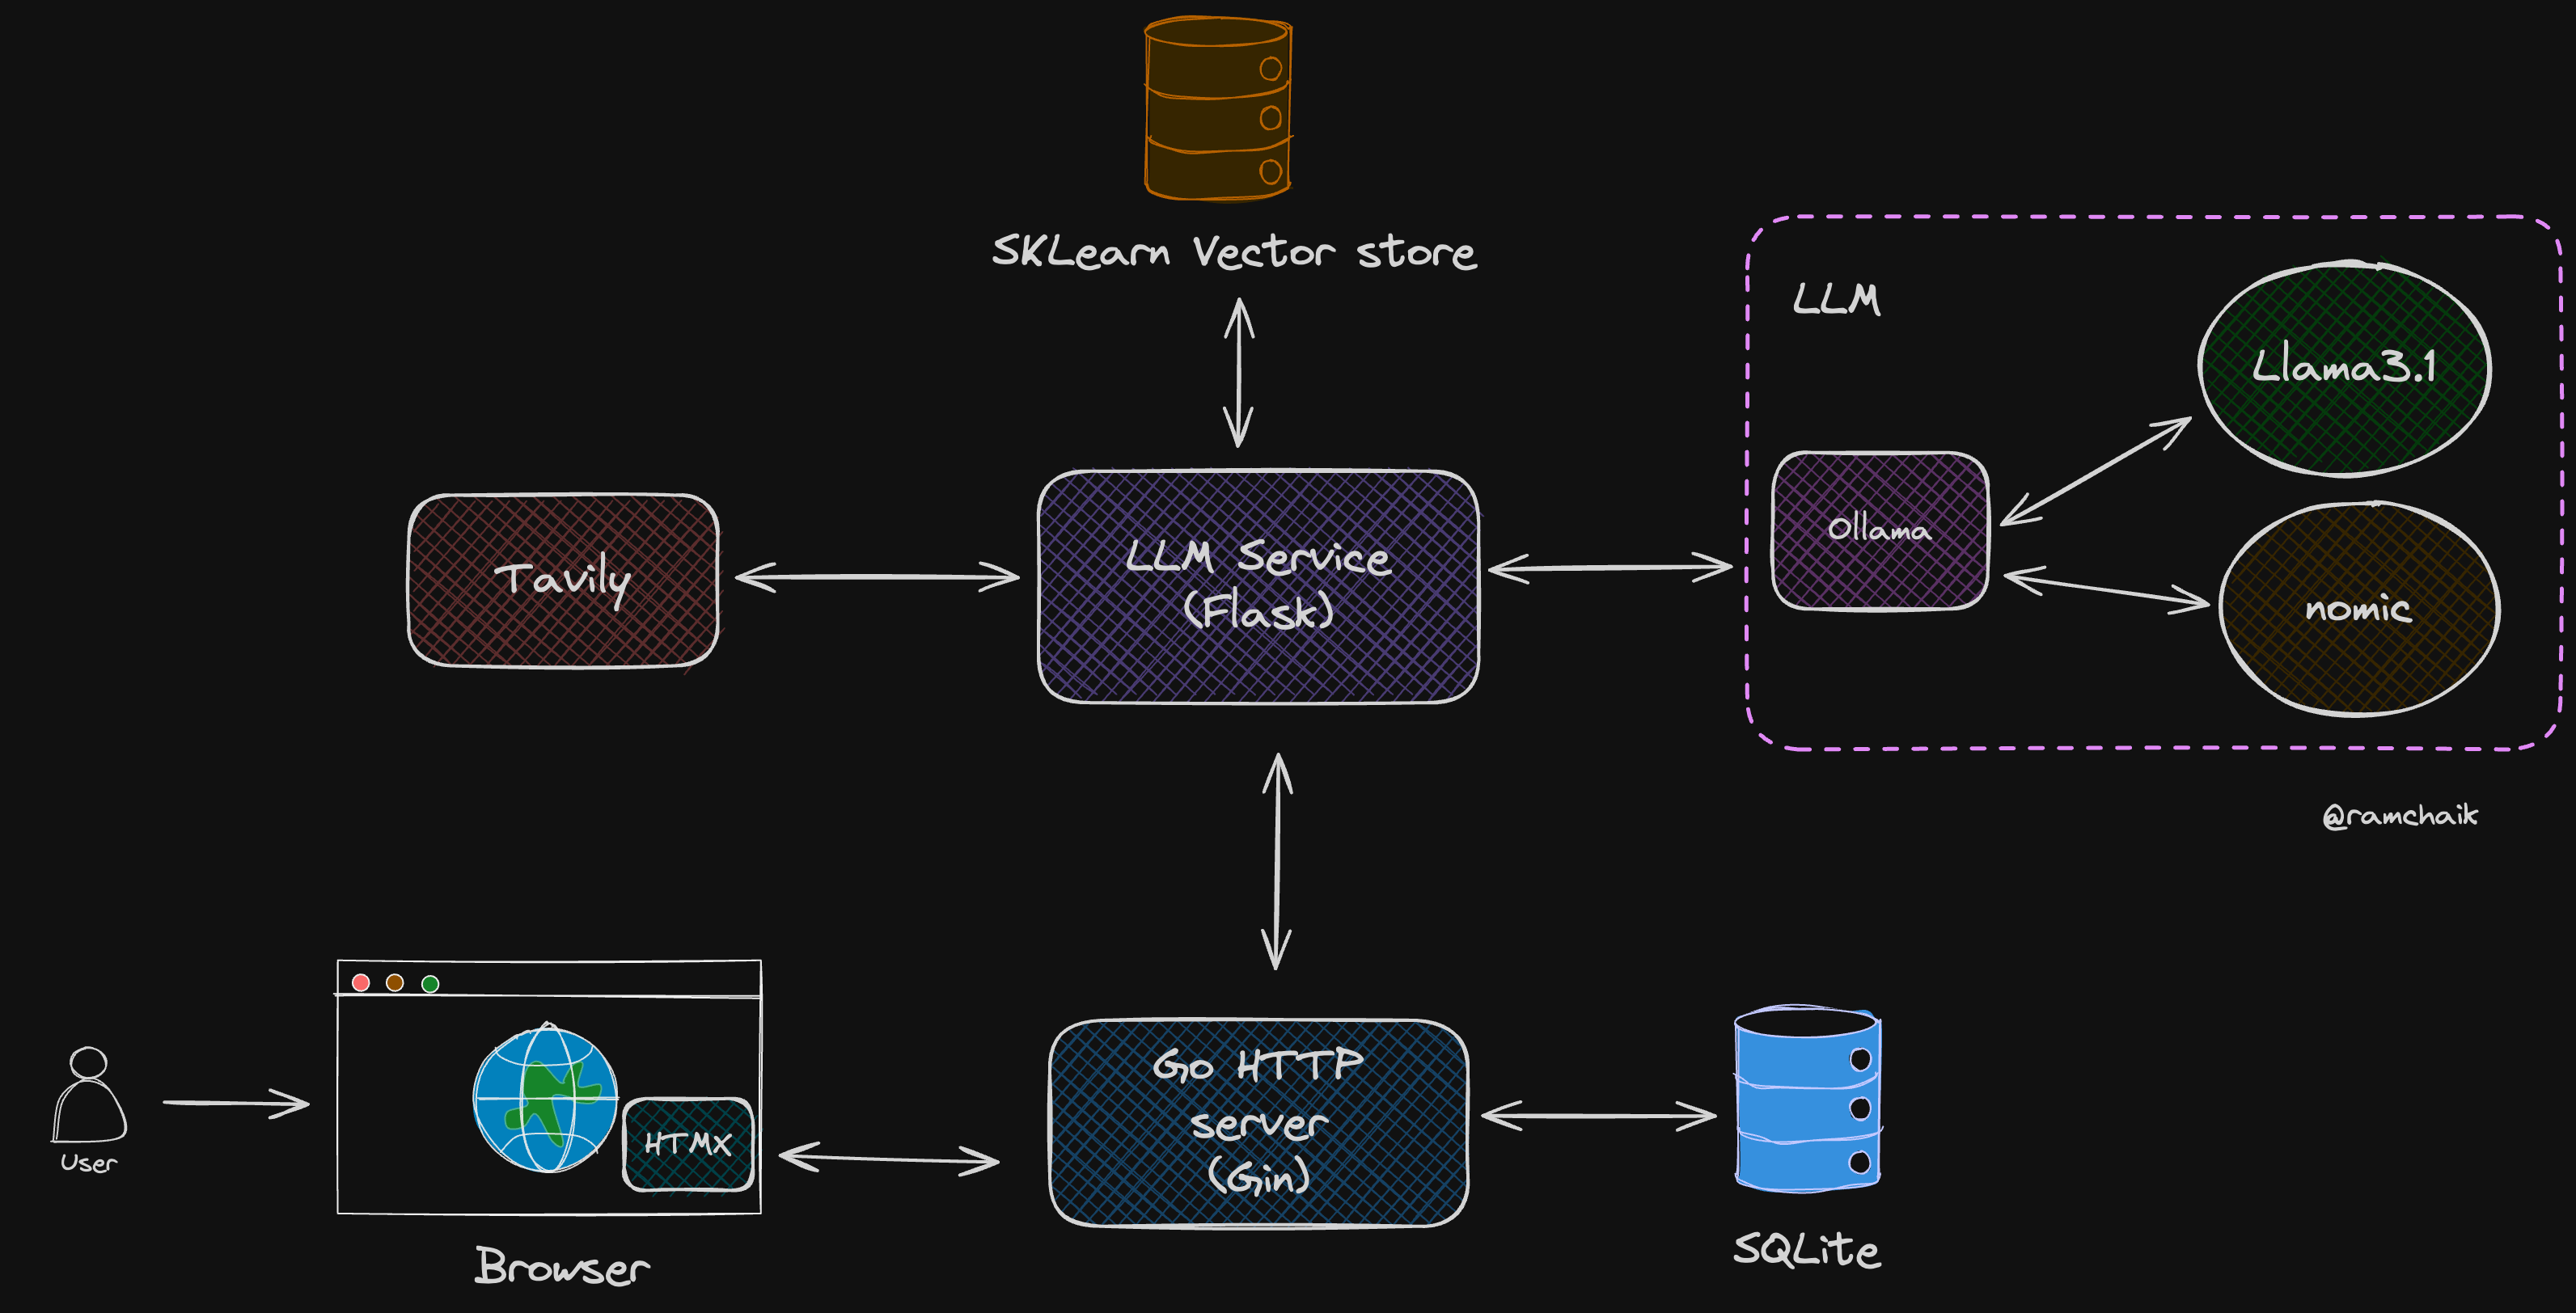 SKLearn Vector store
LLM
Llama3.1
Ollama
Tavily
LLM Service
(Flask)
nomic
@ramchaik
Go HTTP
server
(Gin)
HTMX
User
Browser
SQLite